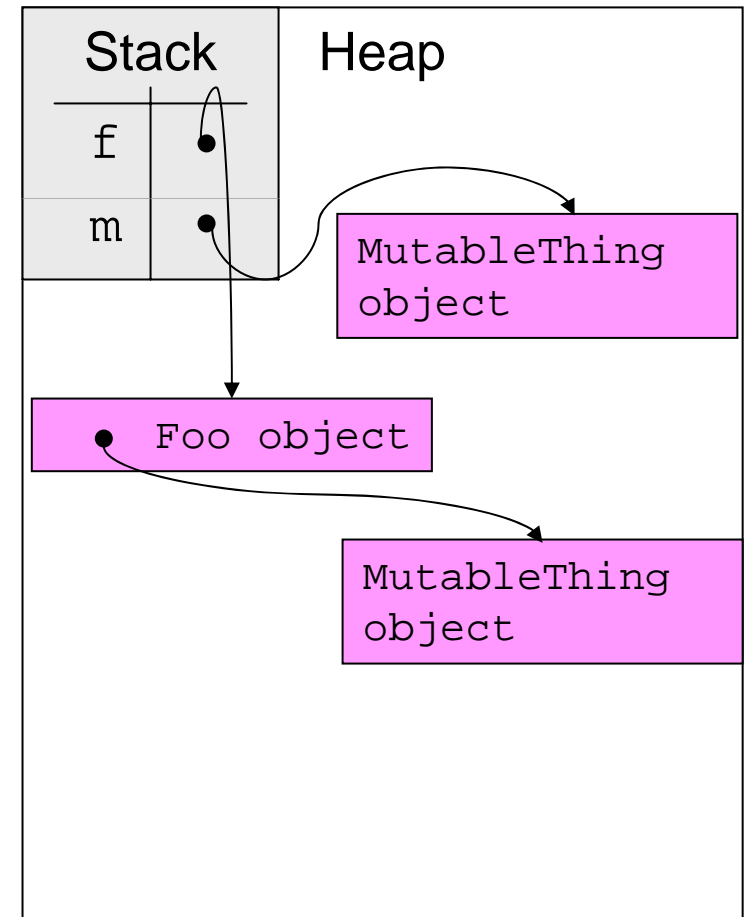 Stack
Heap
f
m
MutableThing
object
Foo object
MutableThing
object